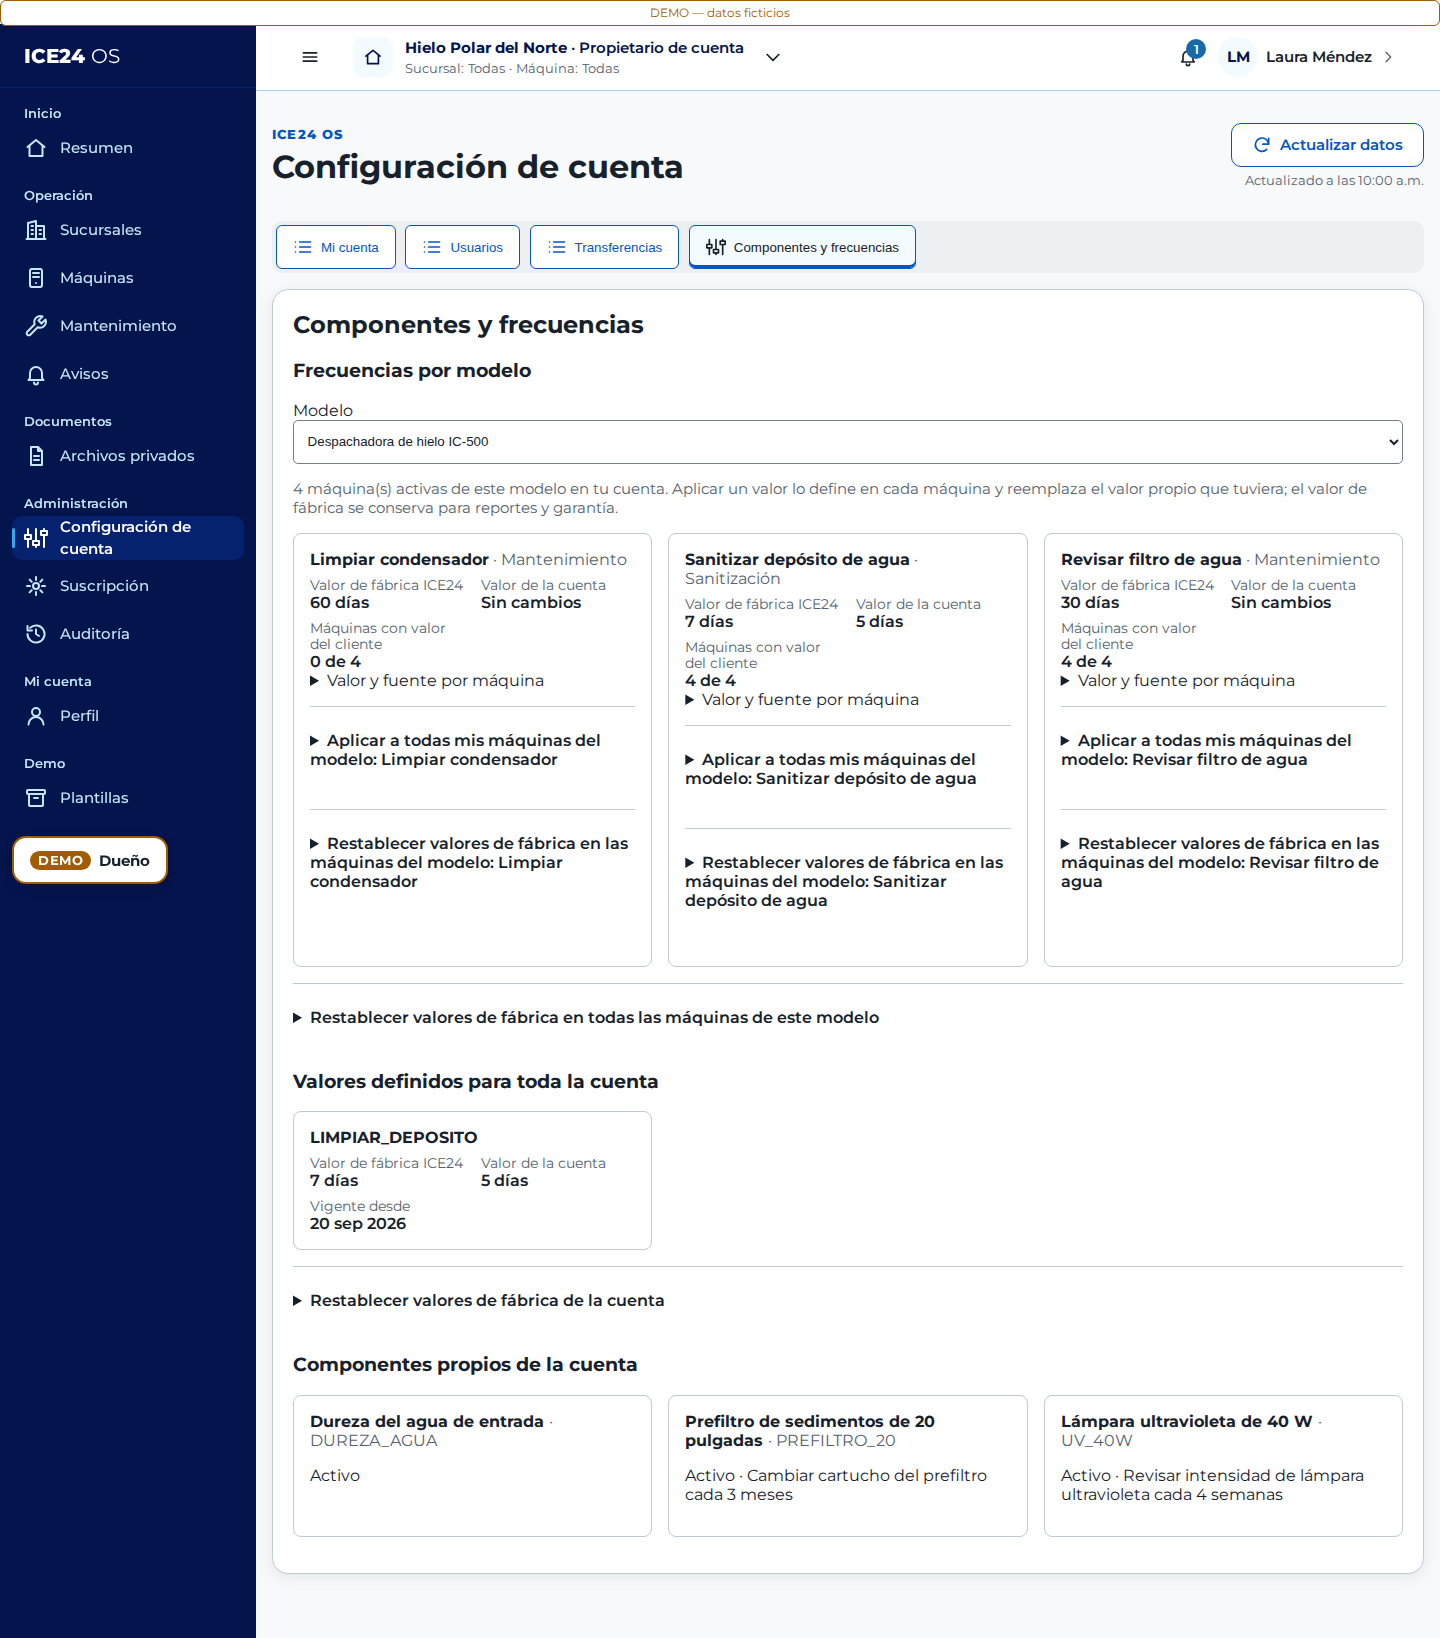 DEMO — datos ficticios
ICE24 OS
Inicio
Resumen
Operación
Sucursales
Máquinas
Mantenimiento
Avisos
Documentos
Archivos privados
Administración
Configuración de
cuenta
Suscripción
Auditoría
Mi cuenta
Perfil
Demo
Plantillas
DEMO Dueño
Hielo Polar del Norte · Propietario de cuenta
Sucursal: Todas · Máquina: Todas
1
LM Laura Méndez
ICE24 OS
Configuración de cuenta
Actualizar datos
Actualizado a las 10:00 a.m.
Mi cuenta
Usuarios
Transferencias
Componentes y frecuencias
Componentes y frecuencias
Frecuencias por modelo
Modelo
Despachadora de hielo IC-500
4 máquina(s) activas de este modelo en tu cuenta. Aplicar un valor lo define en cada máquina y reemplaza el valor propio que tuviera; el valor de
fábrica se conserva para reportes y garantía.
Limpiar condensador · Mantenimiento
Valor de fábrica ICE24 Valor de la cuenta
60 días Sin cambios
Máquinas con valor
del cliente
0 de 4
Valor y fuente por máquina
Aplicar a todas mis máquinas del
modelo: Limpiar condensador
Restablecer valores de fábrica en las
máquinas del modelo: Limpiar
condensador
Sanitizar depósito de agua ·
Sanitización
Valor de fábrica ICE24 Valor de la cuenta
7 días 5 días
Máquinas con valor
del cliente
4 de 4
Valor y fuente por máquina
Aplicar a todas mis máquinas del
modelo: Sanitizar depósito de agua
Restablecer valores de fábrica en las
máquinas del modelo: Sanitizar
depósito de agua
Revisar filtro de agua · Mantenimiento
Valor de fábrica ICE24 Valor de la cuenta
30 días Sin cambios
Máquinas con valor
del cliente
4 de 4
Valor y fuente por máquina
Aplicar a todas mis máquinas del
modelo: Revisar filtro de agua
Restablecer valores de fábrica en las
máquinas del modelo: Revisar filtro de
agua
Restablecer valores de fábrica en todas las máquinas de este modelo
Valores definidos para toda la cuenta
LIMPIAR_DEPOSITO
Valor de fábrica ICE24 Valor de la cuenta
7 días 5 días
Vigente desde
20 sep 2026
Restablecer valores de fábrica de la cuenta
Componentes propios de la cuenta
Dureza del agua de entrada ·
DUREZA_AGUA
Activo
Prefiltro de sedimentos de 20
pulgadas · PREFILTRO_20
Activo · Cambiar cartucho del prefiltro
cada 3 meses
Lámpara ultravioleta de 40 W ·
UV_40W
Activo · Revisar intensidad de lámpara
ultravioleta cada 4 semanas